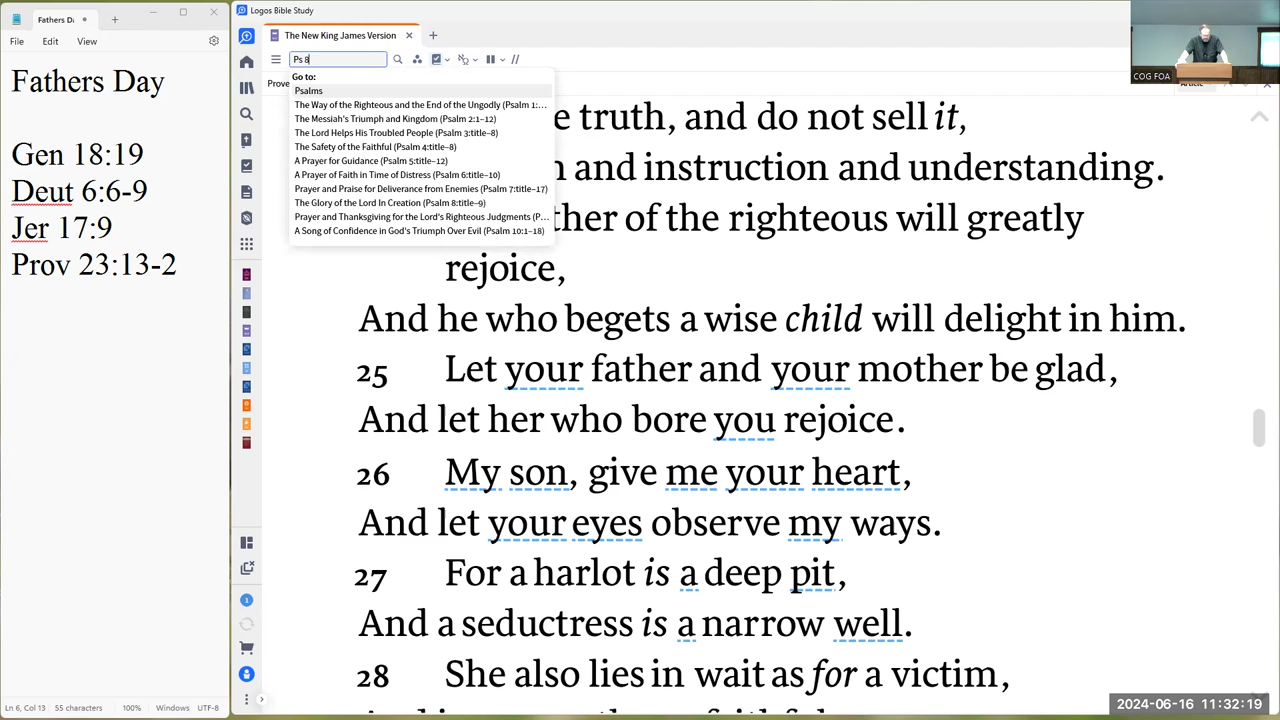 Fathers Da
File Edit View
Fathers Day
Gen 18:19
Deut 6:6-9
Jer 17:9
Prov 23:13-2
Ln 6, Col 13 55 characters 100% Windows UTF-8
Logos Bible Study
The New King James Version
Ps 8
Prove
Go to:
Psalms
The Way of the Righteous and the End of the Ungodly (Psalm 1:...
The Messiah's Triumph and Kingdom (Psalm 2:1–12)
The Lord Helps His Troubled People (Psalm 3:title–8)
The Safety of the Faithful (Psalm 4:title–8)
A Prayer for Guidance (Psalm 5:title–12)
A Prayer of Faith in Time of Distress (Psalm 6:title–10)
Prayer and Praise for Deliverance from Enemies (Psalm 7:title–17)
The Glory of the Lord In Creation (Psalm 8:title–9)
Prayer and Thanksgiving for the Lord's Righteous Judgments (P...
A Song of Confidence in God's Triumph Over Evil (Psalm 10:1–18)
e truth, and do not sell it,
and instruction and understanding.
ther of the righteous will greatly
rejoice,
And he who begets a wise child will delight in him.
25 Let your father and your mother be glad,
And let her who bore you rejoice.
26 My son, give me your heart,
And let your eyes observe my ways.
27 For a harlot is a deep pit,
And a seductress is a narrow well.
28 She also lies in wait as for a victim,
1
COG FOA
2024-06-16 11:32:19